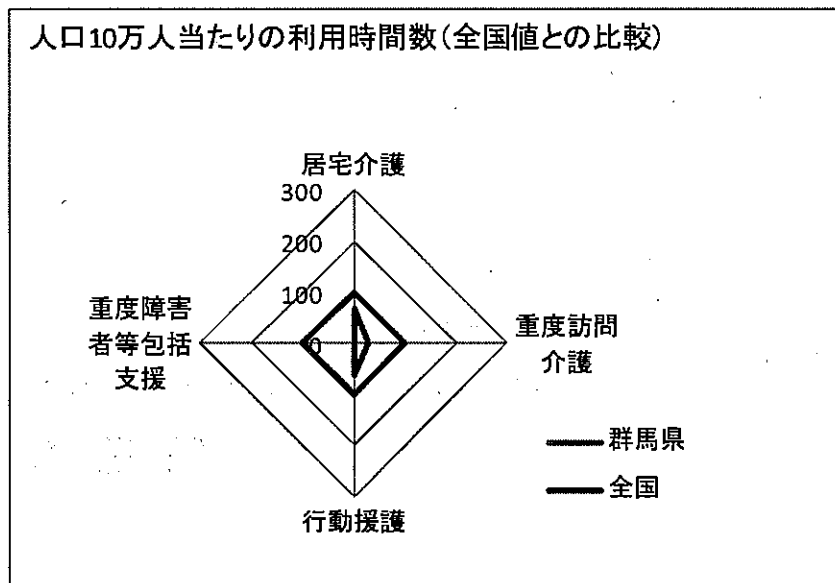 人口10万人当たりの利用時間数(全国値との比較)
居宅介護
300
200
100
0
重度障害
者等包括
支援
重度訪問
介護
行動援護
群馬県
全国